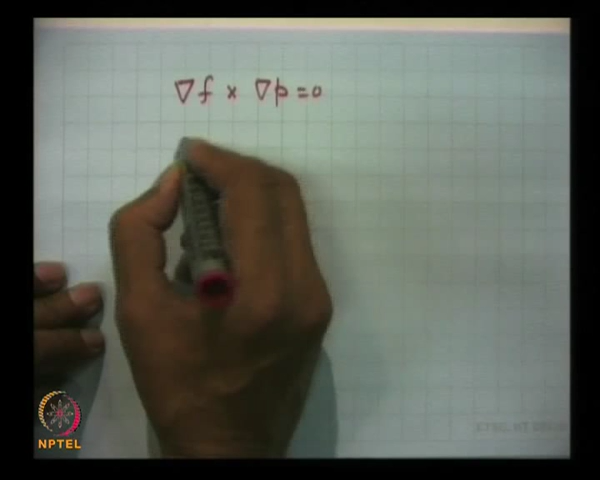 ∇f × ∇p = 0
NPTEL